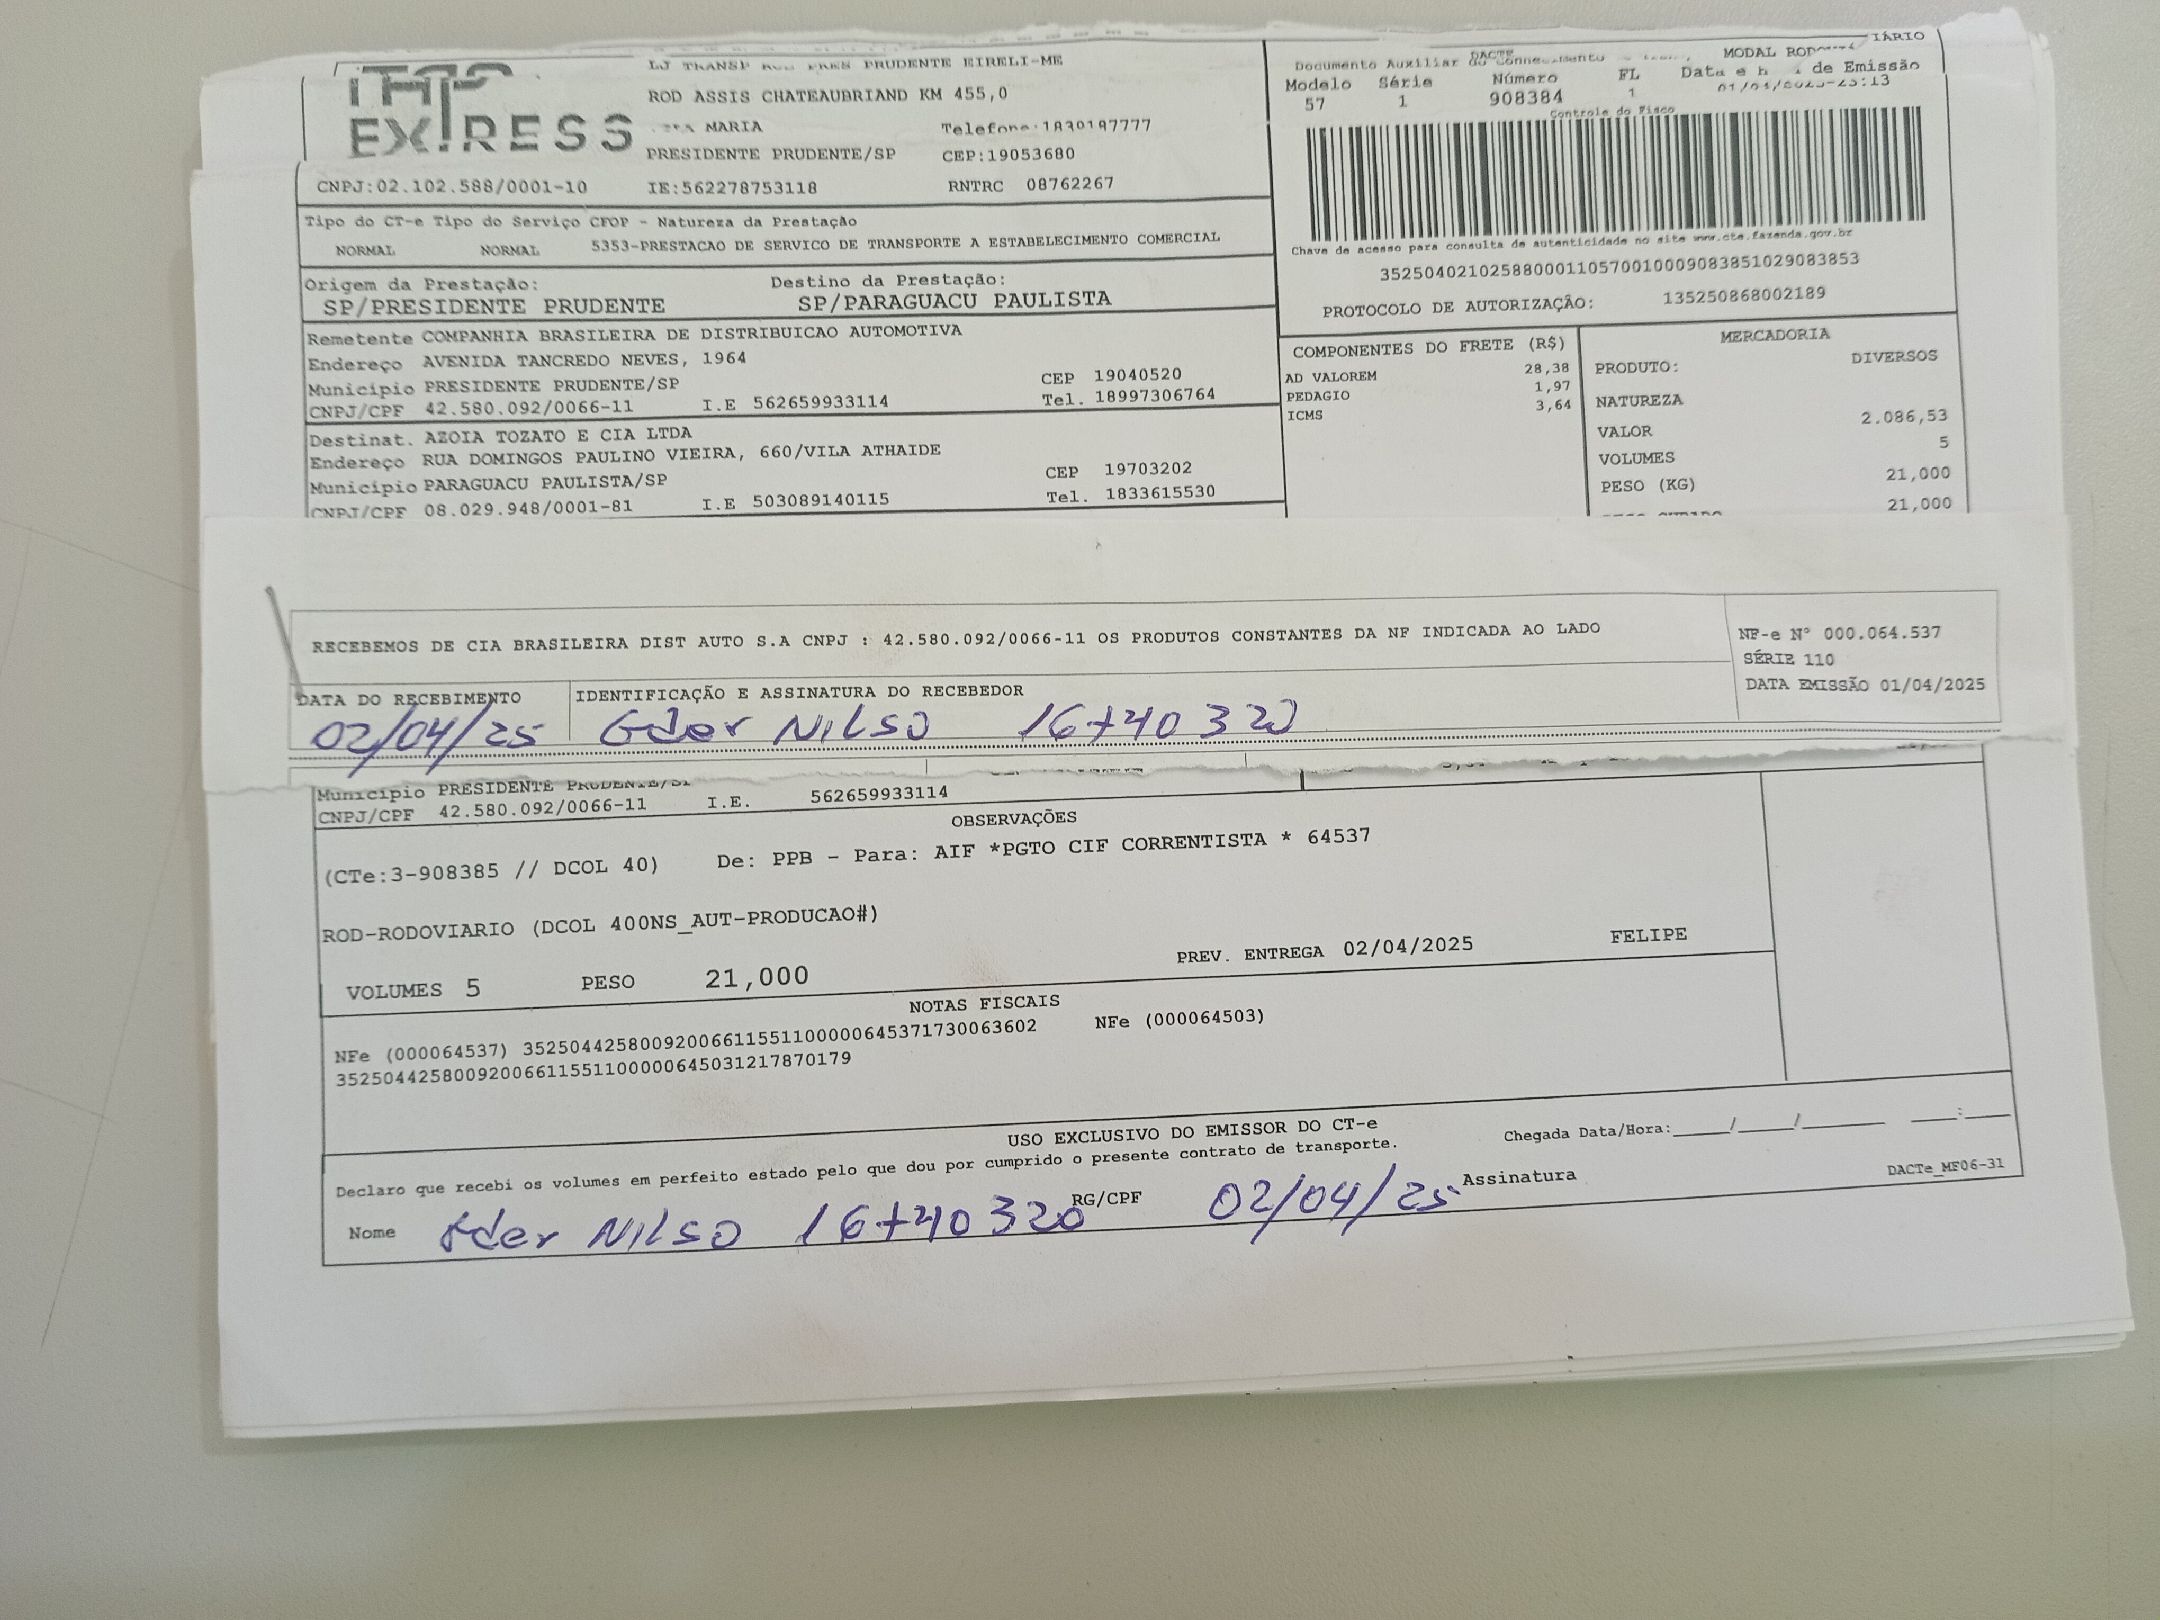 EXPRESS
LJ TRANSP PRUDENTE EIRELI-ME
ROD ASSIS CHATEAUBRIAND KM 455,0
MARIA Telefone:1839197777
PRESIDENTE PRUDENTE/SP CEP:19053680
CNPJ:02.102.588/0001-10 IE:562278753118 RNTRC 08762267
DACTE MODAL
Documento Auxiliar do
Modelo Série Número FL Data e de Emissão
57 1 908384 1
Controle do Fisco
Chave de acesso para consulta de autenticidade no site www.cte.fazenda.gov.br
35250402102588000110570010009083851029083853
PROTOCOLO DE AUTORIZAÇÃO: 135250868002189
Tipo do CT-e Tipo do Serviço CFOP - Natureza da Prestação
NORMAL NORMAL 5353-PRESTACAO DE SERVICO DE TRANSPORTE A ESTABELECIMENTO COMERCIAL
Origem da Prestação: Destino da Prestação:
SP/PRESIDENTE PRUDENTE SP/PARAGUACU PAULISTA
Remetente COMPANHIA BRASILEIRA DE DISTRIBUICAO AUTOMOTIVA
Endereço AVENIDA TANCREDO NEVES, 1964
Município PRESIDENTE PRUDENTE/SP CEP 19040520
CNPJ/CPF 42.580.092/0066-11 I.E 562659933114 Tel. 18997306764
Destinat. AZOIA TOZATO E CIA LTDA
Endereço RUA DOMINGOS PAULINO VIEIRA, 660/VILA ATHAIDE
Município PARAGUACU PAULISTA/SP CEP 19703202
CNPJ/CPF 08.029.948/0001-81 I.E 503089140115 Tel. 1833615530
COMPONENTES DO FRETE (R$)
AD VALOREM 28,38
PEDAGIO 1,97
ICMS 3,64
MERCADORIA
PRODUTO: DIVERSOS
NATUREZA
VALOR 2.086,53
VOLUMES 5
PESO (KG) 21,000
21,000
RECEBEMOS DE CIA BRASILEIRA DIST AUTO S.A CNPJ : 42.580.092/0066-11 OS PRODUTOS CONSTANTES DA NF INDICADA AO LADO
NF-e N° 000.064.537
SÉRIE 110
DATA EMISSÃO 01/04/2025
DATA DO RECEBIMENTO IDENTIFICAÇÃO E ASSINATURA DO RECEBEDOR
02/04/25 Eder Nilso 16740320
Município PRESIDENTE PRUDENTE/SP
CNPJ/CPF 42.580.092/0066-11 I.E. 562659933114
OBSERVAÇÕES
(CTe:3-908385 // DCOL 40) De: PPB - Para: AIF *PGTO CIF CORRENTISTA * 64537
ROD-RODOVIARIO (DCOL 400NS_AUT-PRODUCAO#)
PREV. ENTREGA 02/04/2025 FELIPE
VOLUMES 5 PESO 21,000
NOTAS FISCAIS
NFe (000064537) 35250442580092006611551100000645371730063602 NFe (000064503)
35250442580092006611551100000645031217870179
USO EXCLUSIVO DO EMISSOR DO CT-e
Declaro que recebi os volumes em perfeito estado pelo que dou por cumprido o presente contrato de transporte.
Chegada Data/Hora:____/____/______ ___:___
Nome Eder Nilso 16740320 RG/CPF 02/04/25 Assinatura
DACTe_MF06-31